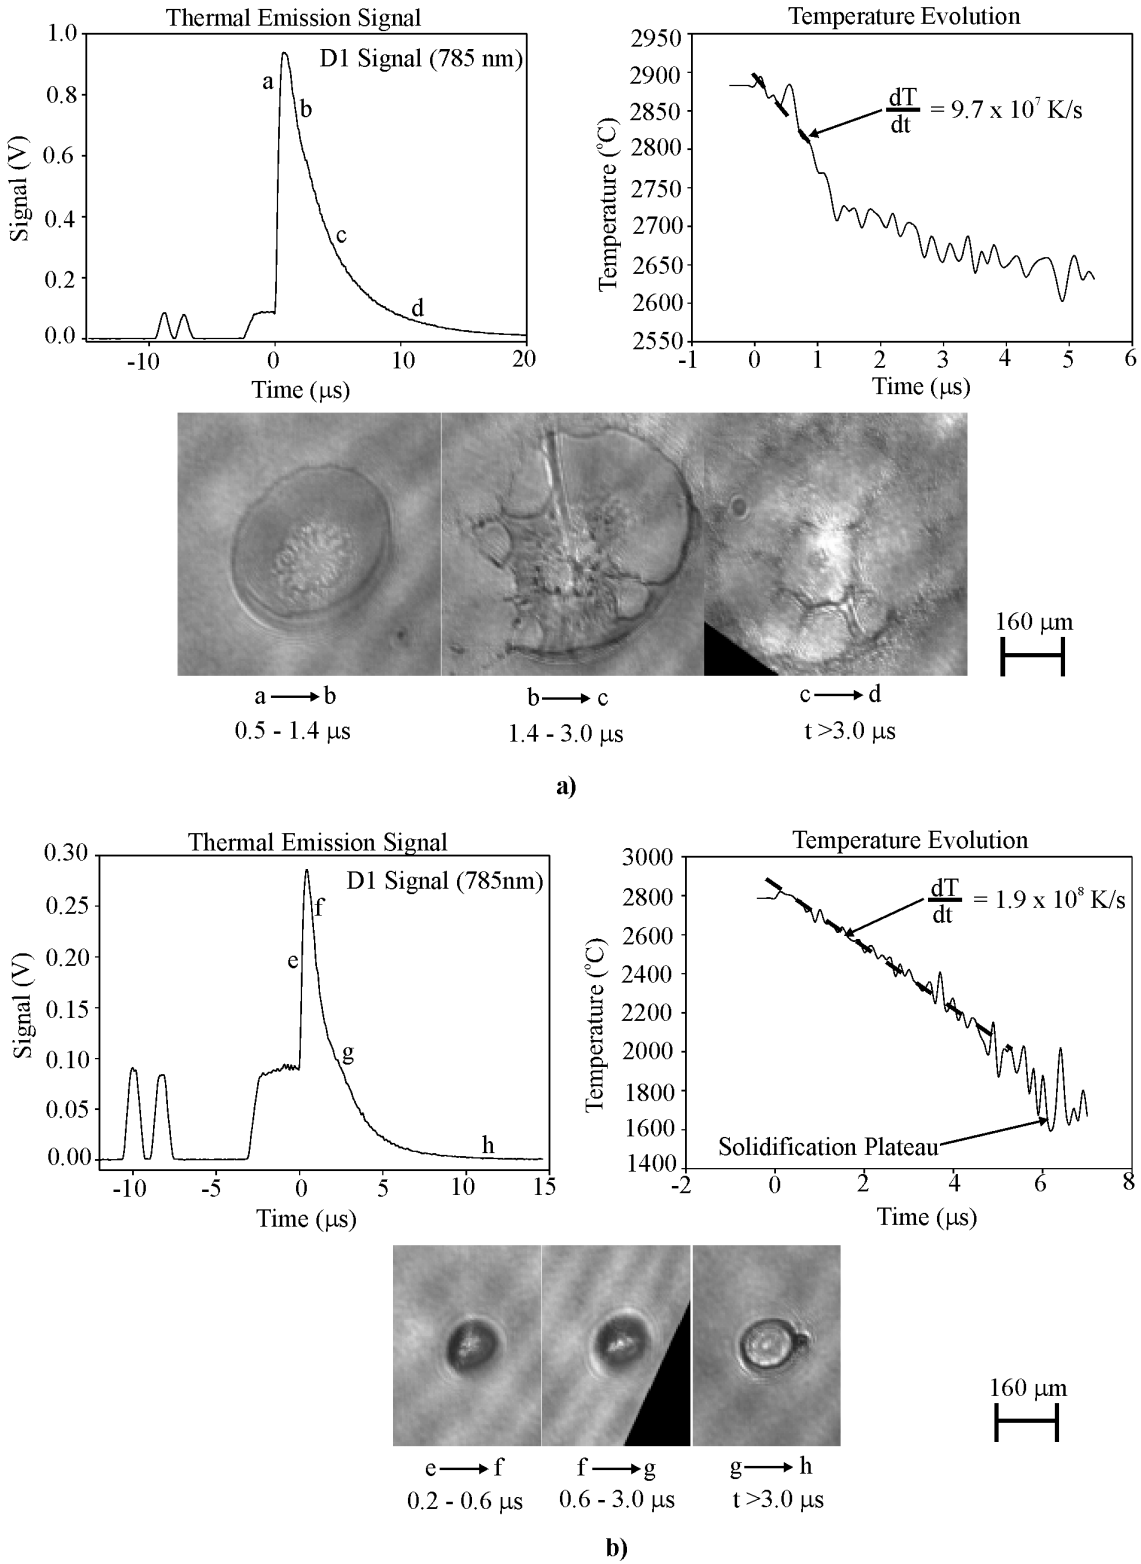 Thermal Emission Signal
D1 Signal (785 nm)
Signal (V)
1.0
0.8
0.6
0.4
0.2
0.0
a
b
c
d
-10
0
10
20
Time (μs)
Temperature Evolution
Temperature (°C)
2950
2900
2850
2800
2750
2700
2650
2600
2550
dT/dt = 9.7 x 10⁷ K/s
-1
0
1
2
3
4
5
6
Time (μs)
160 μm
a → b
b → c
c → d
0.5 - 1.4 μs
1.4 - 3.0 μs
t >3.0 μs
a)
Thermal Emission Signal
D1 Signal (785nm)
Signal (V)
0.30
0.25
0.20
0.15
0.10
0.05
0.00
e
f
g
h
-10
-5
0
5
10
15
Time (μs)
Temperature Evolution
Temperature (°C)
3000
2800
2600
2400
2200
2000
1800
1600
1400
dT/dt = 1.9 x 10⁸ K/s
Solidification Plateau
-2
0
2
4
6
8
Time (μs)
160 μm
e → f
f → g
g → h
0.2 - 0.6 μs
0.6 - 3.0 μs
t >3.0 μs
b)